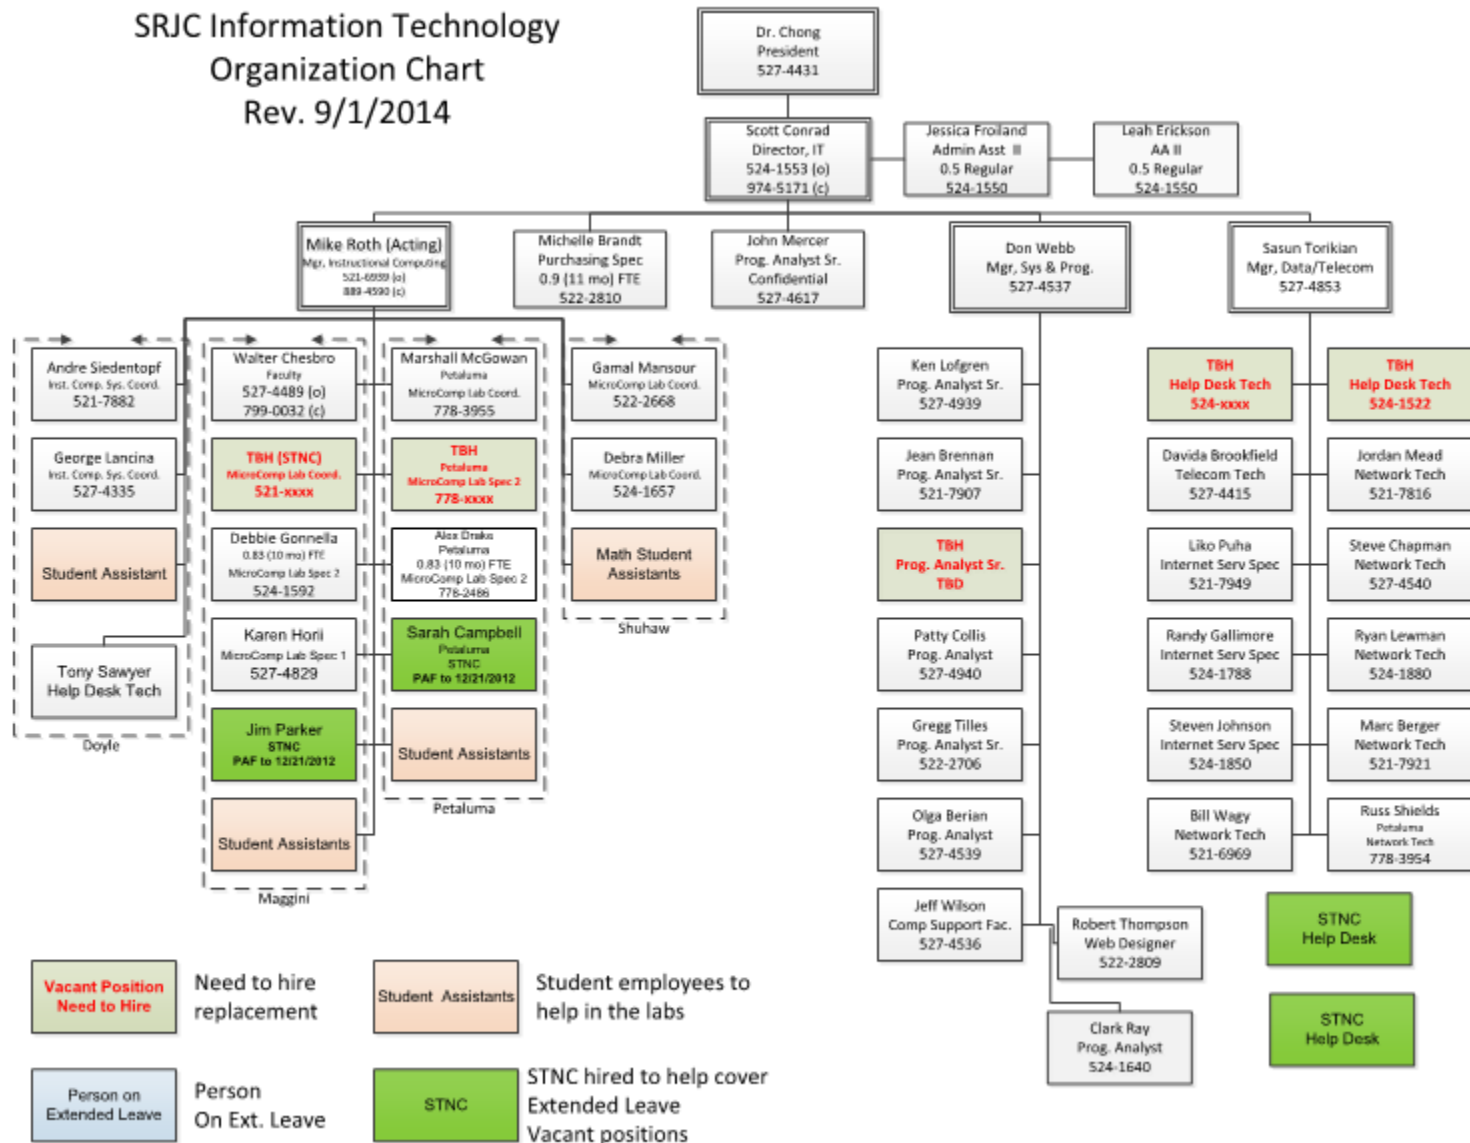 SRJC Information Technology
Organization Chart
Rev. 9/1/2014
Dr. Chong
President
527-4431
Scott Conrad
Director, IT
524-1553 (o)
974-5171 (c)
Jessica Froiland
Admin Asst II
0.5 Regular
524-1550
Leah Erickson
AA II
0.5 Regular
524-1550
Mike Roth (Acting)
Mgr, Instructional Computing
521-6939 (o)
889-4590 (c)
Michelle Brandt
Purchasing Spec
0.9 (11 mo) FTE
522-2810
John Mercer
Prog. Analyst Sr.
Confidential
527-4617
Don Webb
Mgr, Sys & Prog.
527-4537
Sasun Torikian
Mgr, Data/Telecom
527-4853
Andre Siedentopf
Inst. Comp. Sys. Coord.
521-7882
George Lancina
Inst. Comp. Sys. Coord.
527-4335
Student Assistant
Tony Sawyer
Help Desk Tech
Doyle
Walter Chesbro
Faculty
527-4489 (o)
799-0032 (c)
TBH (STNC)
MicroComp Lab Coord.
521-xxxx
Debbie Gonnella
0.83 (10 mo) FTE
MicroComp Lab Spec 2
524-1592
Karen Horii
MicroComp Lab Spec 1
527-4829
Jim Parker
STNC
PAF to 12/21/2012
Student Assistants
Maggini
Marshall McGowan
Petaluma
MicroComp Lab Coord.
778-3955
TBH
Petaluma
MicroComp Lab Spec 2
778-xxxx
Alex Drake
Petaluma
0.83 (10 mo) FTE
MicroComp Lab Spec 2
778-2486
Sarah Campbell
Petaluma
STNC
PAF to 12/21/2012
Student Assistants
Petaluma
Gamal Mansour
MicroComp Lab Coord.
522-2668
Debra Miller
MicroComp Lab Coord.
524-1657
Math Student
Assistants
Shuhaw
Ken Lofgren
Prog. Analyst Sr.
527-4939
Jean Brennan
Prog. Analyst Sr.
521-7907
TBH
Prog. Analyst Sr.
TBD
Patty Collis
Prog. Analyst
527-4940
Gregg Tilles
Prog. Analyst Sr.
522-2706
Olga Berian
Prog. Analyst
527-4539
Jeff Wilson
Comp Support Fac.
527-4536
Robert Thompson
Web Designer
522-2809
Clark Ray
Prog. Analyst
524-1640
TBH
Help Desk Tech
524-xxxx
Davida Brookfield
Telecom Tech
527-4415
Liko Puha
Internet Serv Spec
521-7949
Randy Gallimore
Internet Serv Spec
524-1788
Steven Johnson
Internet Serv Spec
524-1850
Bill Wagy
Network Tech
521-6969
TBH
Help Desk Tech
524-1522
Jordan Mead
Network Tech
521-7816
Steve Chapman
Network Tech
527-4540
Ryan Lewman
Network Tech
524-1880
Marc Berger
Network Tech
521-7921
Russ Shields
Petaluma
Network Tech
778-3954
STNC
Help Desk
STNC
Help Desk
Vacant Position
Need to Hire
Need to hire
replacement
Student Assistants
Student employees to
help in the labs
Person on
Extended Leave
Person
On Ext. Leave
STNC
STNC hired to help cover
Extended Leave
Vacant positions